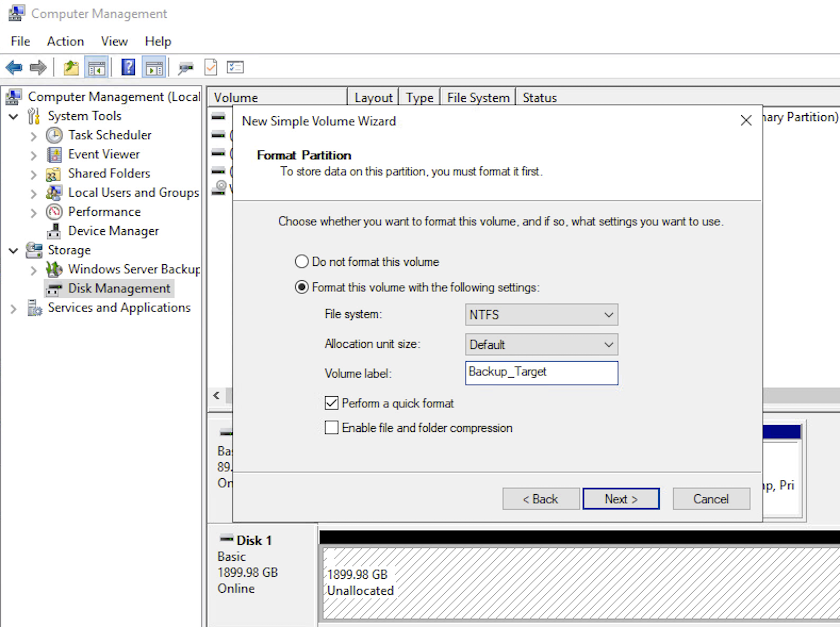 Computer Management
File Action View Help
Computer Management (Local
System Tools
Task Scheduler
Event Viewer
Shared Folders
Local Users and Groups
Performance
Device Manager
Storage
Windows Server Backup
Disk Management
Services and Applications
Volume Layout Type File System Status
nary Partition)
New Simple Volume Wizard
Format Partition
To store data on this partition, you must format it first.
Choose whether you want to format this volume, and if so, what settings you want to use.
Do not format this volume
Format this volume with the following settings:
File system: NTFS
Allocation unit size: Default
Volume label: Backup_Target
Perform a quick format
Enable file and folder compression
< Back Next > Cancel
Ba
89.
On
ap, Pri
Disk 1
Basic
1899.98 GB
Online
1899.98 GB
Unallocated